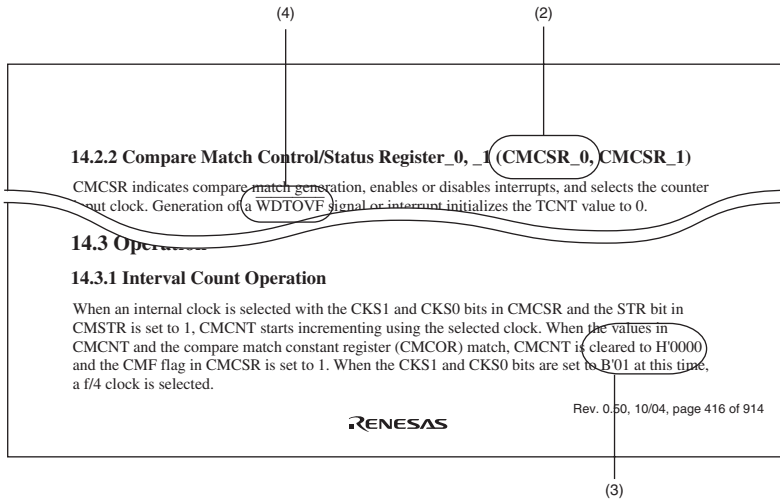 (4) (2)
14.2.2 Compare Match Control/Status Register_0, _1 (CMCSR_0, CMCSR_1)
CMCSR indicates compare match generation, enables or disables interrupts, and selects the counter
input clock. Generation of a WDTOVF signal or interrupt initializes the TCNT value to 0.
14.3 Operation
14.3.1 Interval Count Operation
When an internal clock is selected with the CKS1 and CKS0 bits in CMCSR and the STR bit in
CMSTR is set to 1, CMCNT starts incrementing using the selected clock. When the values in
CMCNT and the compare match constant register (CMCOR) match, CMCNT is cleared to H'0000
and the CMF flag in CMCSR is set to 1. When the CKS1 and CKS0 bits are set to B'01 at this time,
a f/4 clock is selected.
Rev. 0.50, 10/04, page 416 of 914
RENESAS
(3)